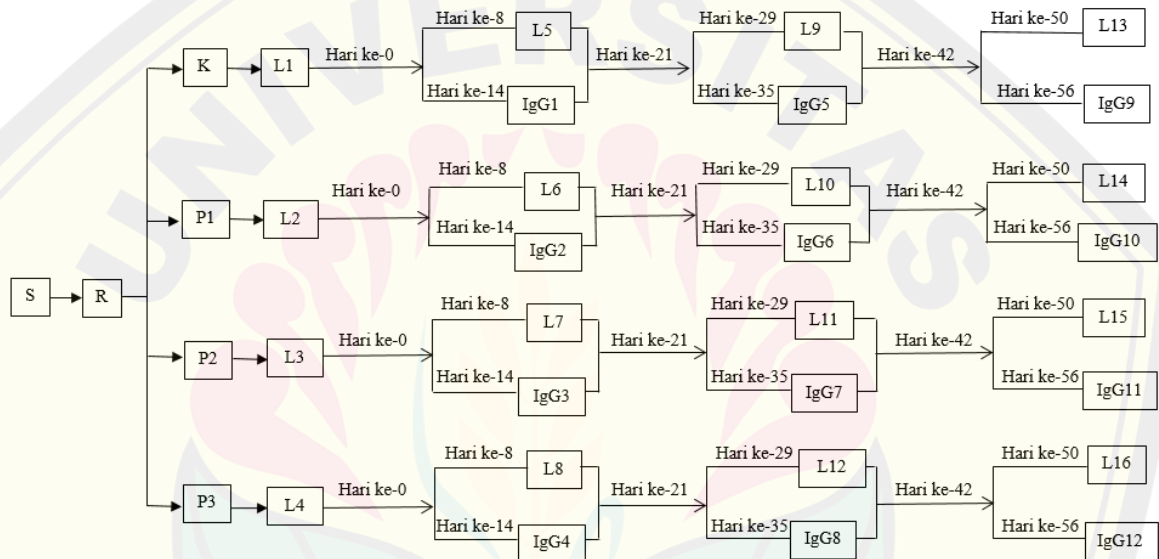 Hari ke-8 L5 Hari ke-29 L9 Hari ke-50 L13
K L1 Hari ke-0 Hari ke-21 Hari ke-42
Hari ke-14 IgG1 Hari ke-35 IgG5 Hari ke-56 IgG9
Hari ke-8 L6 Hari ke-29 L10 Hari ke-50 L14
P1 L2 Hari ke-0 Hari ke-21 Hari ke-42
Hari ke-14 IgG2 Hari ke-35 IgG6 Hari ke-56 IgG10
S R
Hari ke-8 L7 Hari ke-29 L11 Hari ke-50 L15
P2 L3 Hari ke-0 Hari ke-21 Hari ke-42
Hari ke-14 IgG3 Hari ke-35 IgG7 Hari ke-56 IgG11
Hari ke-8 L8 Hari ke-29 L12 Hari ke-50 L16
P3 L4 Hari ke-0 Hari ke-21 Hari ke-42
Hari ke-14 IgG4 Hari ke-35 IgG8 Hari ke-56 IgG12
UNIVERSITAS